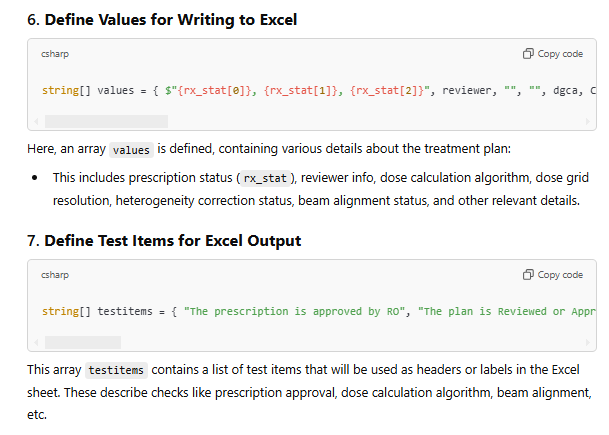 6. Define Values for Writing to Excel
csharp
Copy code
string[] values = { $"{rx_stat[0]}, {rx_stat[1]}, {rx_stat[2]}", reviewer, "", "", dgca, C
Here, an array values is defined, containing various details about the treatment plan:
• This includes prescription status ( rx_stat ), reviewer info, dose calculation algorithm, dose grid
resolution, heterogeneity correction status, beam alignment status, and other relevant details.
7. Define Test Items for Excel Output
csharp
Copy code
string[] testitems = { "The prescription is approved by RO", "The plan is Reviewed or Appr
This array testitems contains a list of test items that will be used as headers or labels in the Excel
sheet. These describe checks like prescription approval, dose calculation algorithm, beam alignment,
etc.